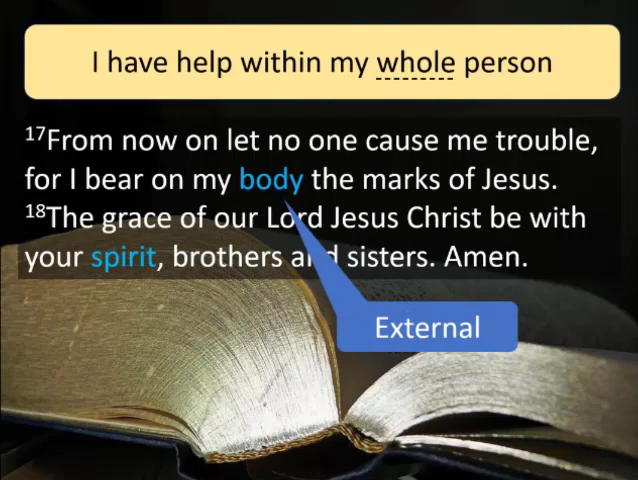 I have help within my whole person
17From now on let no one cause me trouble,
for I bear on my body the marks of Jesus.
18The grace of our Lord Jesus Christ be with
your spirit, brothers and sisters. Amen.
External